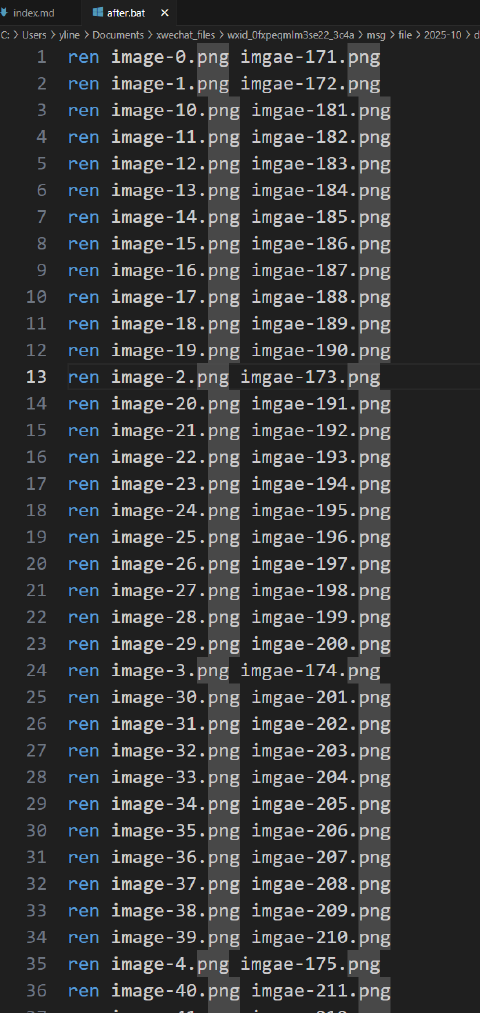 index.md after.bat
C: > Users > yline > Documents > xwechat_files > wxid_0fxpeqmlm3se22_3c4a > msg > file > 2025-10 > d
1 ren image-0.png imgae-171.png
2 ren image-1.png imgae-172.png
3 ren image-10.png imgae-181.png
4 ren image-11.png imgae-182.png
5 ren image-12.png imgae-183.png
6 ren image-13.png imgae-184.png
7 ren image-14.png imgae-185.png
8 ren image-15.png imgae-186.png
9 ren image-16.png imgae-187.png
10 ren image-17.png imgae-188.png
11 ren image-18.png imgae-189.png
12 ren image-19.png imgae-190.png
13 ren image-2.png imgae-173.png
14 ren image-20.png imgae-191.png
15 ren image-21.png imgae-192.png
16 ren image-22.png imgae-193.png
17 ren image-23.png imgae-194.png
18 ren image-24.png imgae-195.png
19 ren image-25.png imgae-196.png
20 ren image-26.png imgae-197.png
21 ren image-27.png imgae-198.png
22 ren image-28.png imgae-199.png
23 ren image-29.png imgae-200.png
24 ren image-3.png imgae-174.png
25 ren image-30.png imgae-201.png
26 ren image-31.png imgae-202.png
27 ren image-32.png imgae-203.png
28 ren image-33.png imgae-204.png
29 ren image-34.png imgae-205.png
30 ren image-35.png imgae-206.png
31 ren image-36.png imgae-207.png
32 ren image-37.png imgae-208.png
33 ren image-38.png imgae-209.png
34 ren image-39.png imgae-210.png
35 ren image-4.png imgae-175.png
36 ren image-40.png imgae-211.png